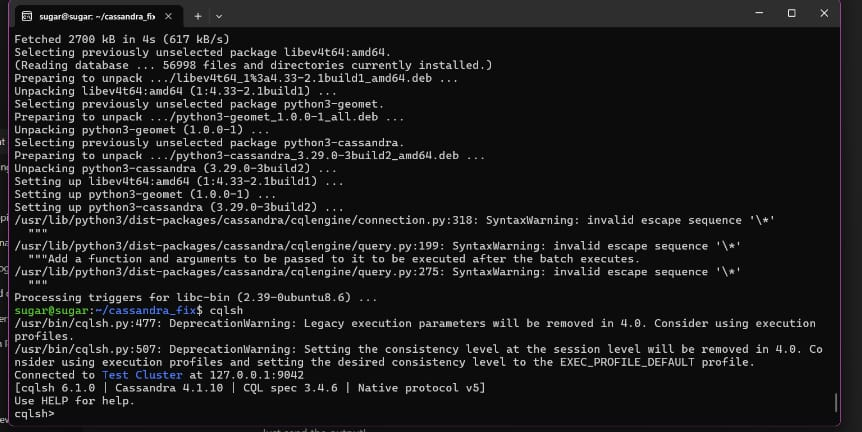 sugar@sugar: ~/cassandra_fix
Fetched 2700 kB in 4s (617 kB/s)
Selecting previously unselected package libev4t64:amd64.
(Reading database ... 56998 files and directories currently installed.)
Preparing to unpack .../libev4t64_1%3a4.33-2.1build1_amd64.deb ...
Unpacking libev4t64:amd64 (1:4.33-2.1build1) ...
Selecting previously unselected package python3-geomet.
Preparing to unpack .../python3-geomet_1.0.0-1_all.deb ...
Unpacking python3-geomet (1.0.0-1) ...
Selecting previously unselected package python3-cassandra.
Preparing to unpack .../python3-cassandra_3.29.0-3build2_amd64.deb ...
Unpacking python3-cassandra (3.29.0-3build2) ...
Setting up libev4t64:amd64 (1:4.33-2.1build1) ...
Setting up python3-geomet (1.0.0-1) ...
Setting up python3-cassandra (3.29.0-3build2) ...
/usr/lib/python3/dist-packages/cassandra/cqlengine/connection.py:318: SyntaxWarning: invalid escape sequence '\*'
"""
/usr/lib/python3/dist-packages/cassandra/cqlengine/query.py:199: SyntaxWarning: invalid escape sequence '\*'
"""Add a function and arguments to be passed to it to be executed after the batch executes.
/usr/lib/python3/dist-packages/cassandra/cqlengine/query.py:275: SyntaxWarning: invalid escape sequence '\*'
"""
Processing triggers for libc-bin (2.39-0ubuntu8.6) ...
sugar@sugar:~/cassandra_fix$ cqlsh
/usr/bin/cqlsh.py:477: DeprecationWarning: Legacy execution parameters will be removed in 4.0. Consider using execution
profiles.
/usr/bin/cqlsh.py:507: DeprecationWarning: Setting the consistency level at the session level will be removed in 4.0. Co
nsider using execution profiles and setting the desired consistency level to the EXEC_PROFILE_DEFAULT profile.
Connected to Test Cluster at 127.0.0.1:9042
[cqlsh 6.1.0 | Cassandra 4.1.10 | CQL spec 3.4.6 | Native protocol v5]
Use HELP for help.
cqlsh>